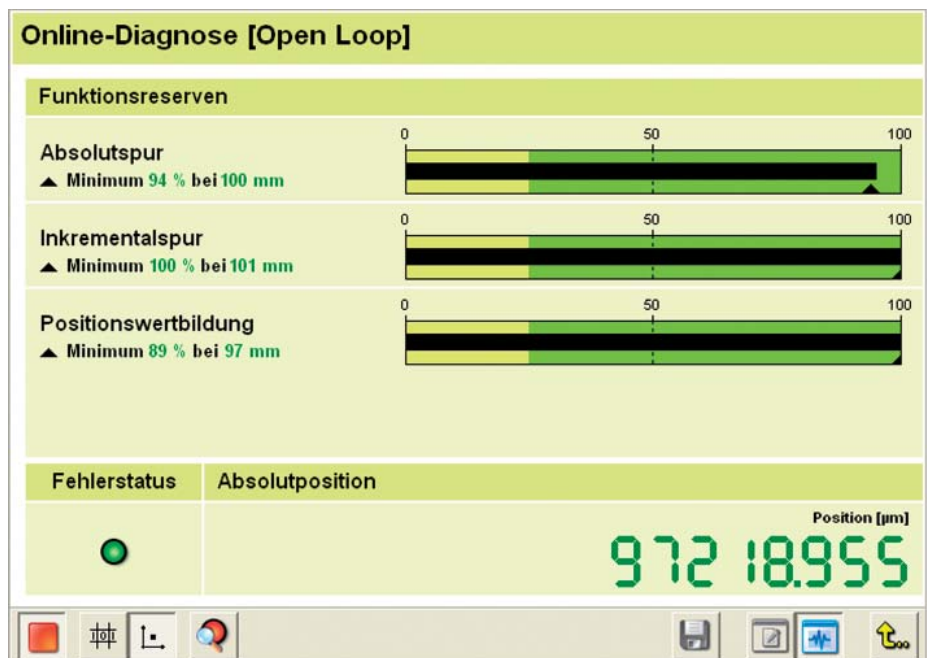 Online-Diagnose [Open Loop]
Funktionsreserven
0 50 100
Absolutspur
Minimum 94 % bei 100 mm
0 50 100
Inkrementalspur
Minimum 100 % bei 101 mm
0 50 100
Positionswertbildung
Minimum 89 % bei 97 mm
Fehlerstatus Absolutposition
Position [µm]
97218.955